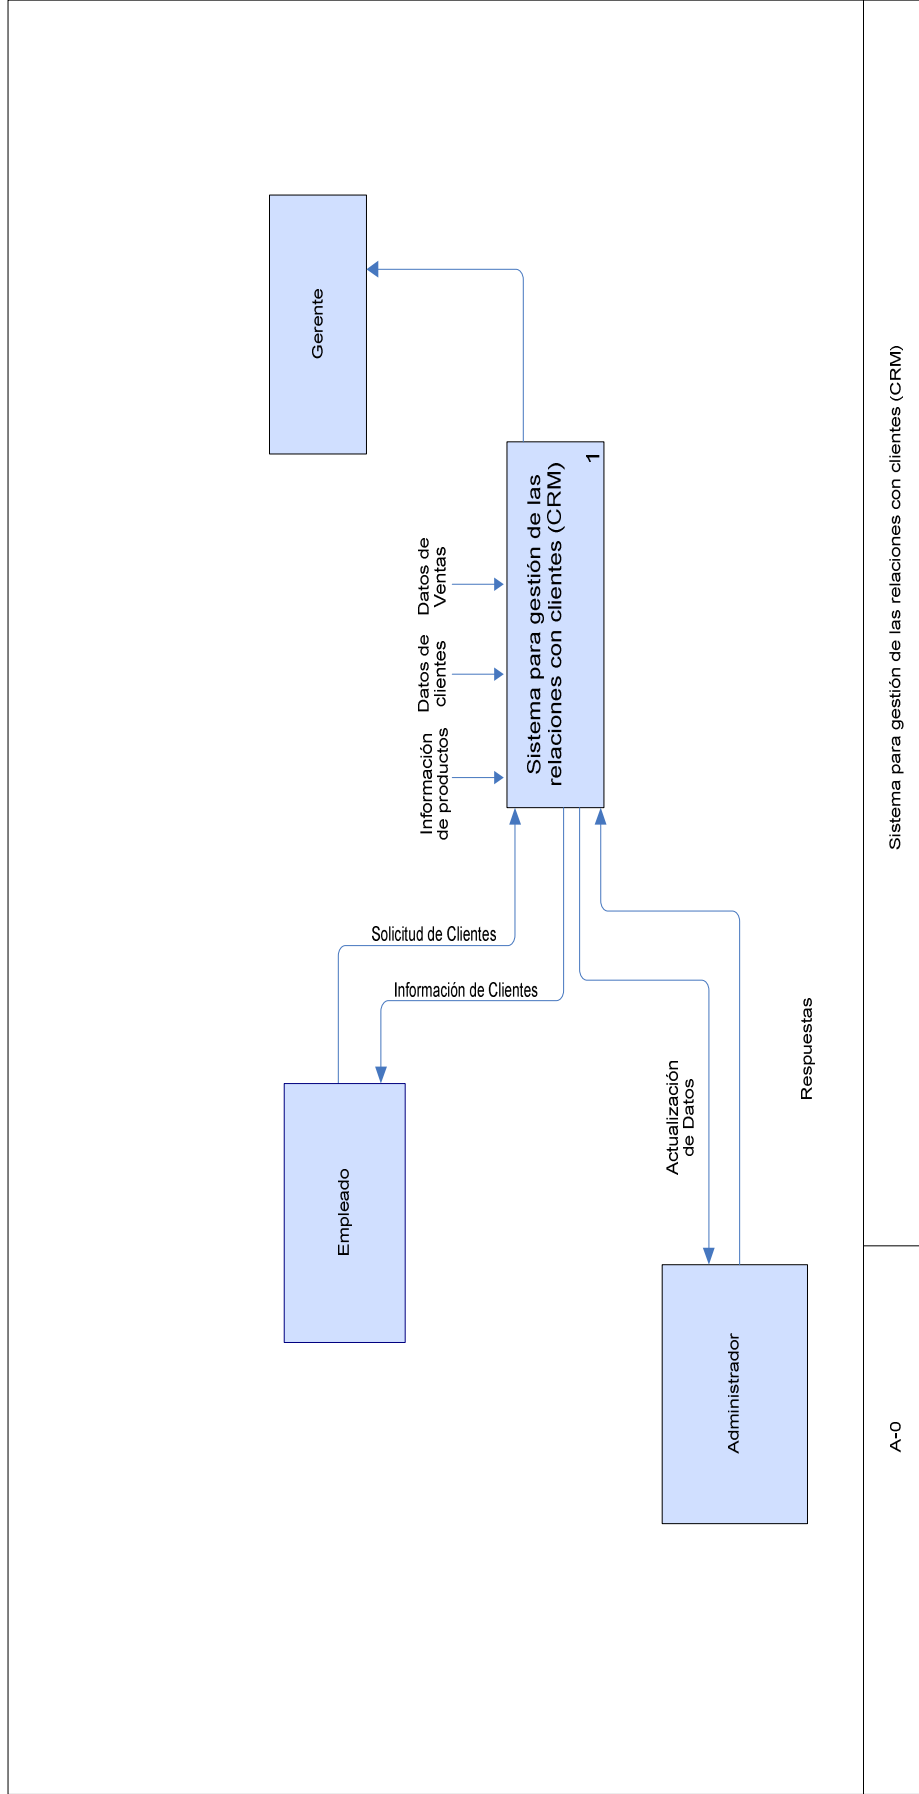 Gerente
Datos de
Ventas
Datos de
clientes
Información
de productos
Sistema para gestión de las
relaciones con clientes (CRM)
1
Solicitud de Clientes
Información de Clientes
Empleado
Actualización
de Datos
Respuestas
Administrador
A-0
Sistema para gestión de las relaciones con clientes (CRM)